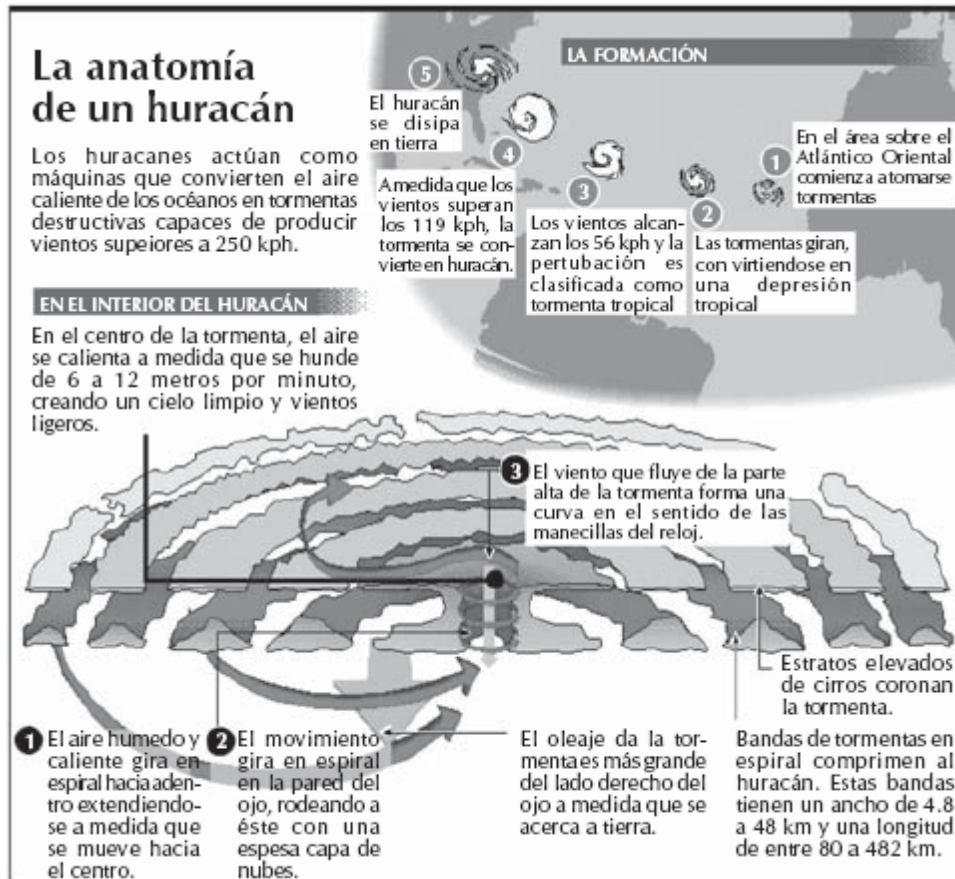 La anatomía
de un huracán
Los huracanes actúan como
máquinas que convierten el aire
caliente de los océanos en tormentas
destructivas capaces de producir
vientos supeiores a 250 kph.
LA FORMACIÓN
1
En el área sobre el
Atlántico Oriental
comienza a tomarse
tormentas
2
Las tormentas giran,
con virtiendose en
una depresión
tropical
3
Los vientos alcan-
zan los 56 kph y la
pertubación es
clasificada como
tormenta tropical
4
A medida que los
vientos superan
los 119 kph, la
tormenta se con-
vierte en huracán.
5
El huracán
se disipa
en tierra
EN EL INTERIOR DEL HURACÁN
En el centro de la tormenta, el aire
se calienta a medida que se hunde
de 6 a 12 metros por minuto,
creando un cielo limpio y vientos
ligeros.
3 El viento que fluye de la parte
alta de la tormenta forma una
curva en el sentido de las
manecillas del reloj.
Estratos elevados
de cirros coronan
la tormenta.
1 El aire humedo y
caliente gira en
espiral hacia aden-
tro extendiendo-
se a medida que
se mueve hacia
el centro.
2 El movimiento
gira en espiral
en la pared del
ojo, rodeando a
éste con una
espesa capa de
nubes.
El oleaje da la tor-
menta es más grande
del lado derecho del
ojo a medida que se
acerca a tierra.
Bandas de tormentas en
espiral comprimen al
huracán. Estas bandas
tienen un ancho de 4.8
a 48 km y una longitud
de entre 80 a 482 km.